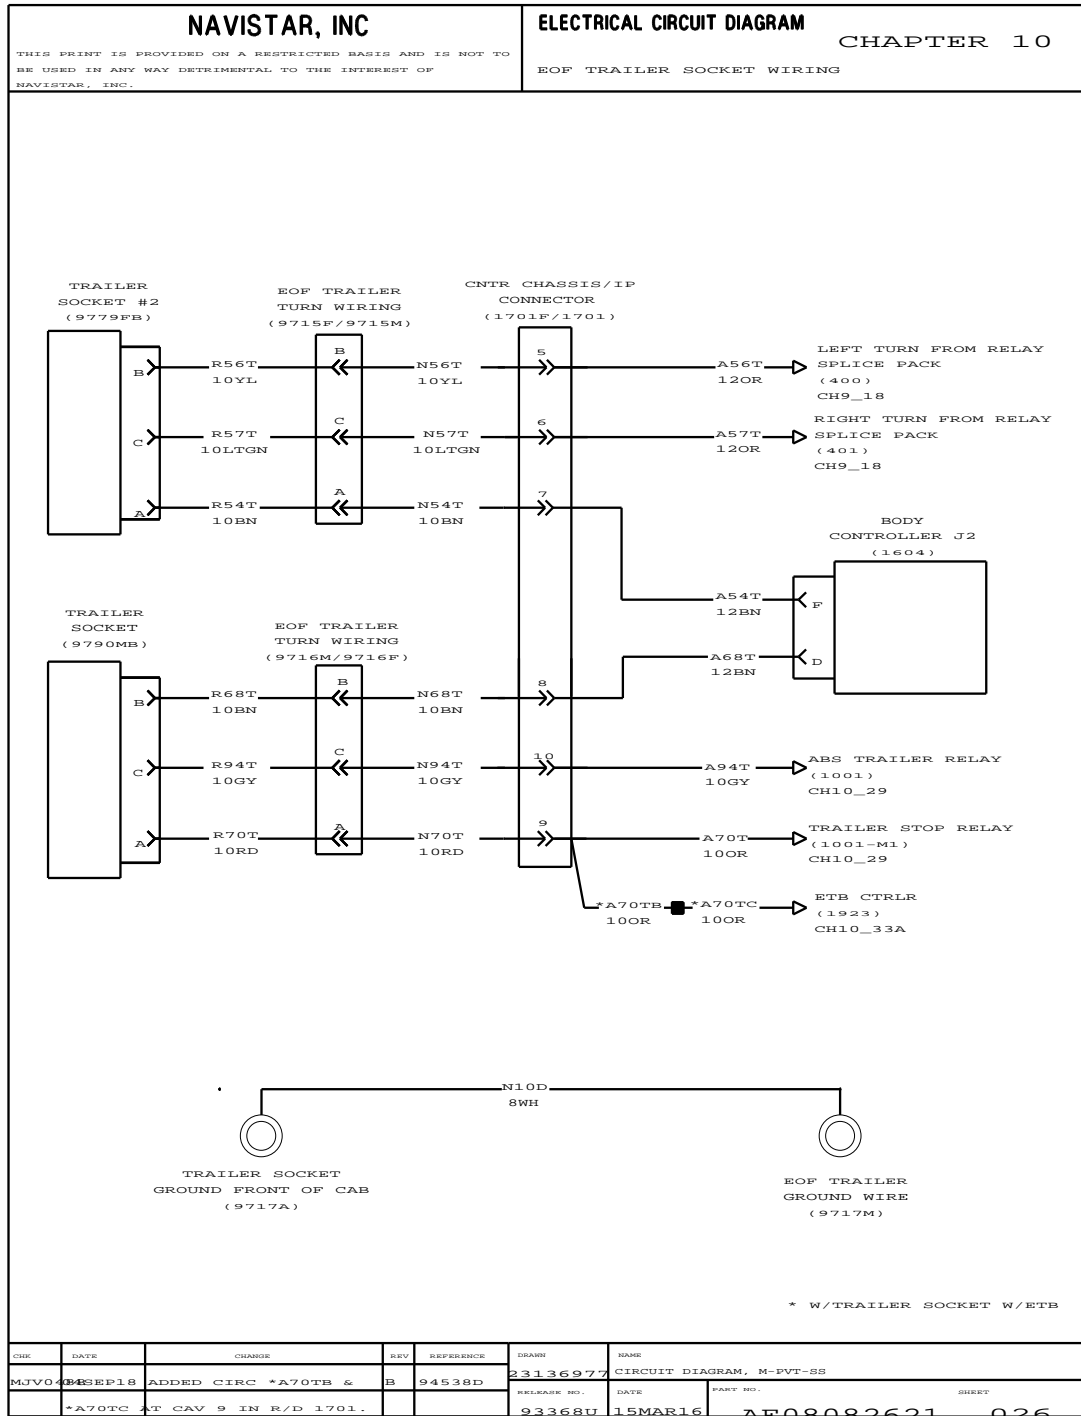 NAVISTAR, INC
THIS PRINT IS PROVIDED ON A RESTRICTED BASIS AND IS NOT TO
BE USED IN ANY WAY DETRIMENTAL TO THE INTEREST OF
NAVISTAR, INC.
ELECTRICAL CIRCUIT DIAGRAM
CHAPTER 10
EOF TRAILER SOCKET WIRING
TRAILER
SOCKET #2
(9779FB)
EOF TRAILER
TURN WIRING
(9715F/9715M)
CNTR CHASSIS/IP
CONNECTOR
(1701F/1701)
B R56T B N56T 5 A56T
10YL 10YL 12OR
LEFT TURN FROM RELAY
SPLICE PACK
(400)
CH9_18
C R57T C N57T 6 A57T
10LTGN 10LTGN 12OR
RIGHT TURN FROM RELAY
SPLICE PACK
(401)
CH9_18
A R54T A N54T 7
10BN 10BN
BODY
CONTROLLER J2
(1604)
A54T F
12BN
A68T D
12BN
TRAILER
SOCKET
(9790MB)
EOF TRAILER
TURN WIRING
(9716M/9716F)
B R68T B N68T 8
10BN 10BN
C R94T C N94T 10 A94T
10GY 10GY 10GY
ABS TRAILER RELAY
(1001)
CH10_29
A R70T A N70T 9 A70T
10RD 10RD 10OR
TRAILER STOP RELAY
(1001-M1)
CH10_29
*A70TB *A70TC
10OR 10OR
ETB CTRLR
(1923)
CH10_33A
N10D
8WH
TRAILER SOCKET
GROUND FRONT OF CAB
(9717A)
EOF TRAILER
GROUND WIRE
(9717M)
* W/TRAILER SOCKET W/ETB
CHK DATE CHANGE REV REFERENCE DRAWN NAME
ADDED CIRC *A70TB & B 94538D 23136977 CIRCUIT DIAGRAM, M-PVT-SS
*A70TC AT CAV 9 IN R/D 1701.
RELEASE NO. DATE PART NO. SHEET
93368U 15MAR16 AE08082621 026